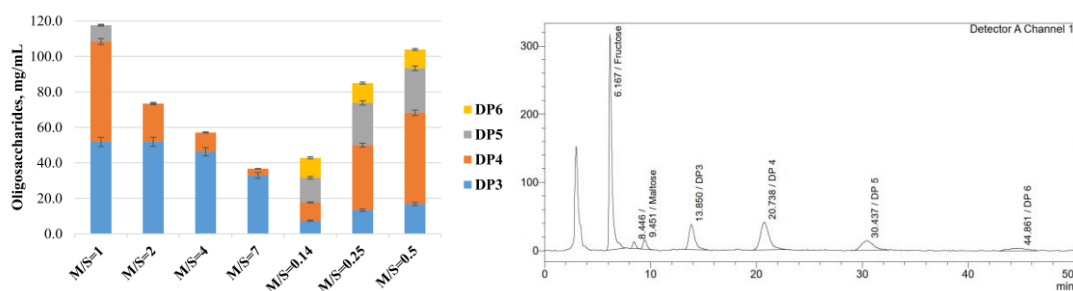 Oligosaccharides, mg/mL
120.0
100.0
80.0
60.0
40.0
20.0
0.0
M/S=1
M/S=2
M/S=4
M/S=7
M/S=0.14
M/S=0.25
M/S=0.5
DP6
DP5
DP4
DP3
Detector A Channel 1
300
200
100
0
6.167 / Fructose
8.446 /
9.451 / Maltose
13.850 / DP3
20.738 / DP 4
30.437 / DP 5
44.861 / DP 6
0
10
20
30
40
50
min